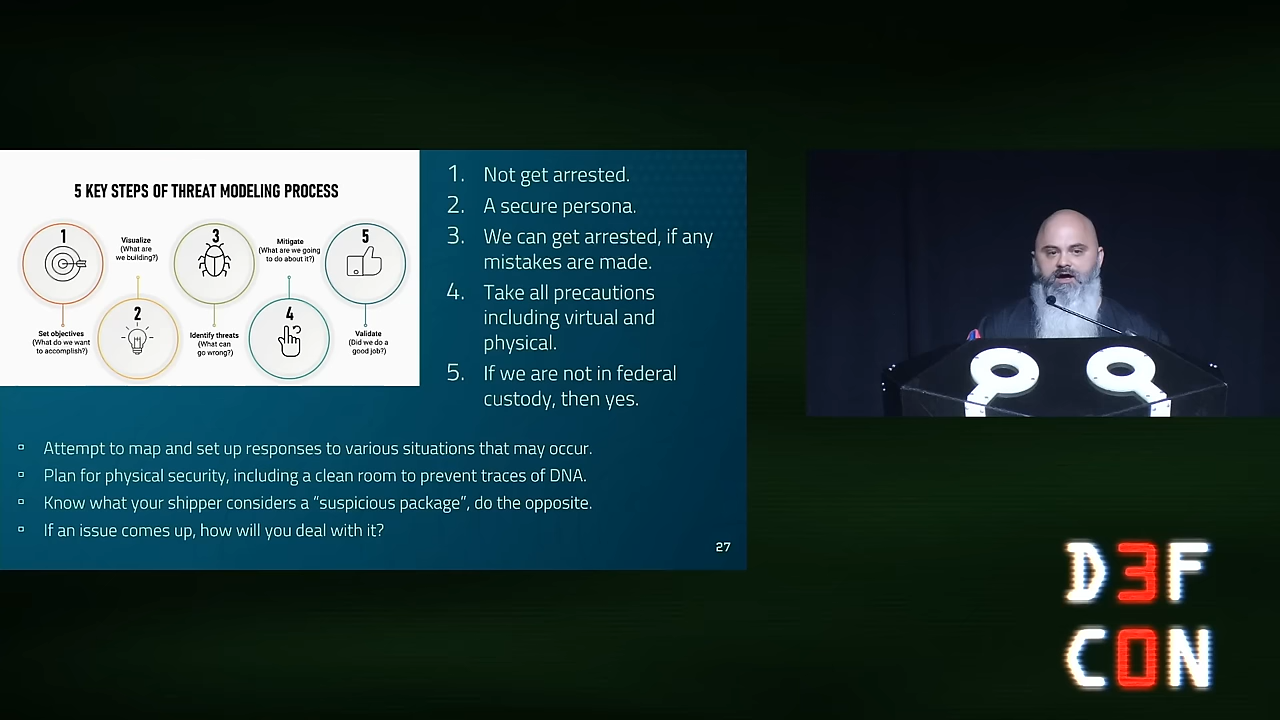 5 KEY STEPS OF THREAT MODELING PROCESS
1
Set objectives
(What do we want
to accomplish?)
Visualize
(What are
we building?)
2
3
Identify threats
(What can
go wrong?)
Mitigate
(What are we going
to do about it?)
4
5
Validate
(Did we do a
good job?)
1. Not get arrested.
2. A secure persona.
3. We can get arrested, if any
mistakes are made.
4. Take all precautions
including virtual and
physical.
5. If we are not in federal
custody, then yes.
Attempt to map and set up responses to various situations that may occur.
Plan for physical security, including a clean room to prevent traces of DNA.
Know what your shipper considers a “suspicious package”, do the opposite.
If an issue comes up, how will you deal with it?
27
D3F
C0N